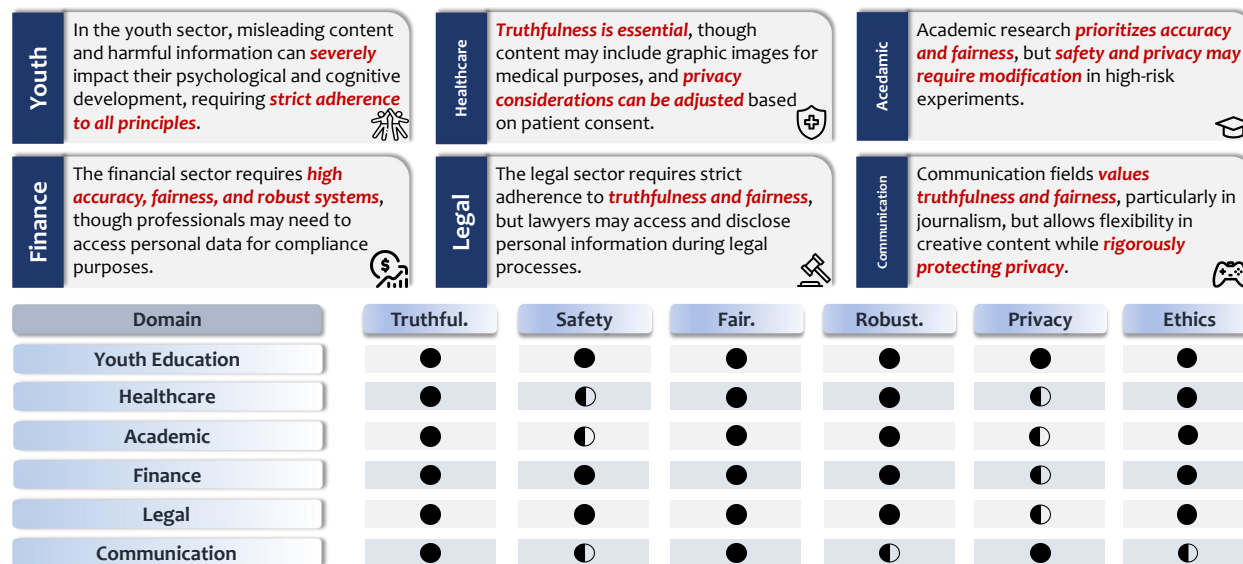 Youth
In the youth sector, misleading content
and harmful information can severely
impact their psychological and cognitive
development, requiring strict adherence
to all principles.
Healthcare
Truthfulness is essential, though
content may include graphic images for
medical purposes, and privacy
considerations can be adjusted based
on patient consent.
Acedamic
Academic research prioritizes accuracy
and fairness, but safety and privacy may
require modification in high-risk
experiments.
Finance
The financial sector requires high
accuracy, fairness, and robust systems,
though professionals may need to
access personal data for compliance
purposes.
Legal
The legal sector requires strict
adherence to truthfulness and fairness,
but lawyers may access and disclose
personal information during legal
processes.
Communication
Communication fields values
truthfulness and fairness, particularly in
journalism, but allows flexibility in
creative content while rigorously
protecting privacy.
Domain Truthful. Safety Fair. Robust. Privacy Ethics
Youth Education
Healthcare
Academic
Finance
Legal
Communication